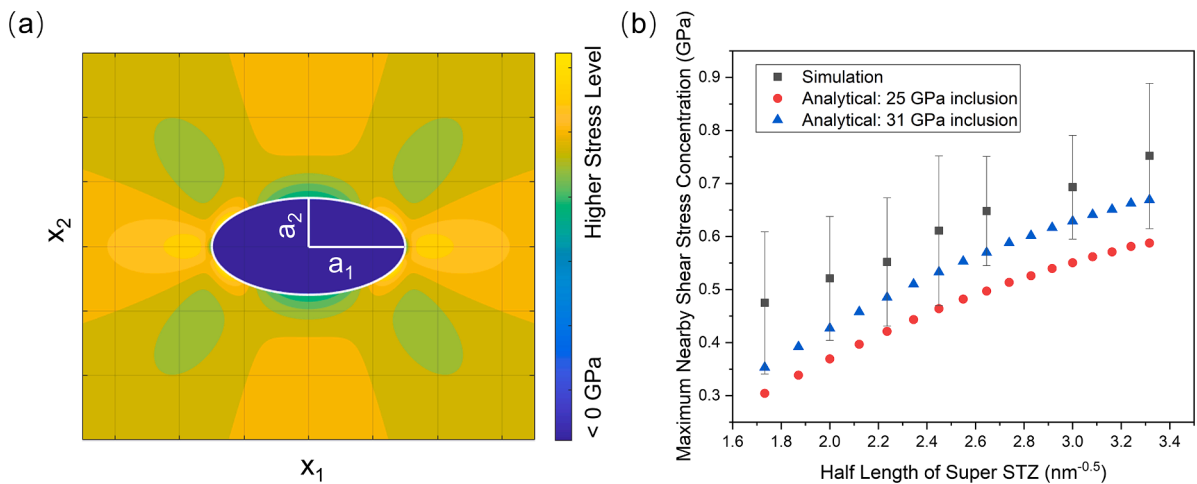 (a)
x2
a2
a1
x1
Higher Stress Level
< 0 GPa
(b)
Maximum Nearby Shear Stress Concentration (GPa)
0.9
0.8
0.7
0.6
0.5
0.4
0.3
Simulation
Analytical: 25 GPa inclusion
Analytical: 31 GPa inclusion
1.6 1.8 2.0 2.2 2.4 2.6 2.8 3.0 3.2 3.4
Half Length of Super STZ (nm-0.5)